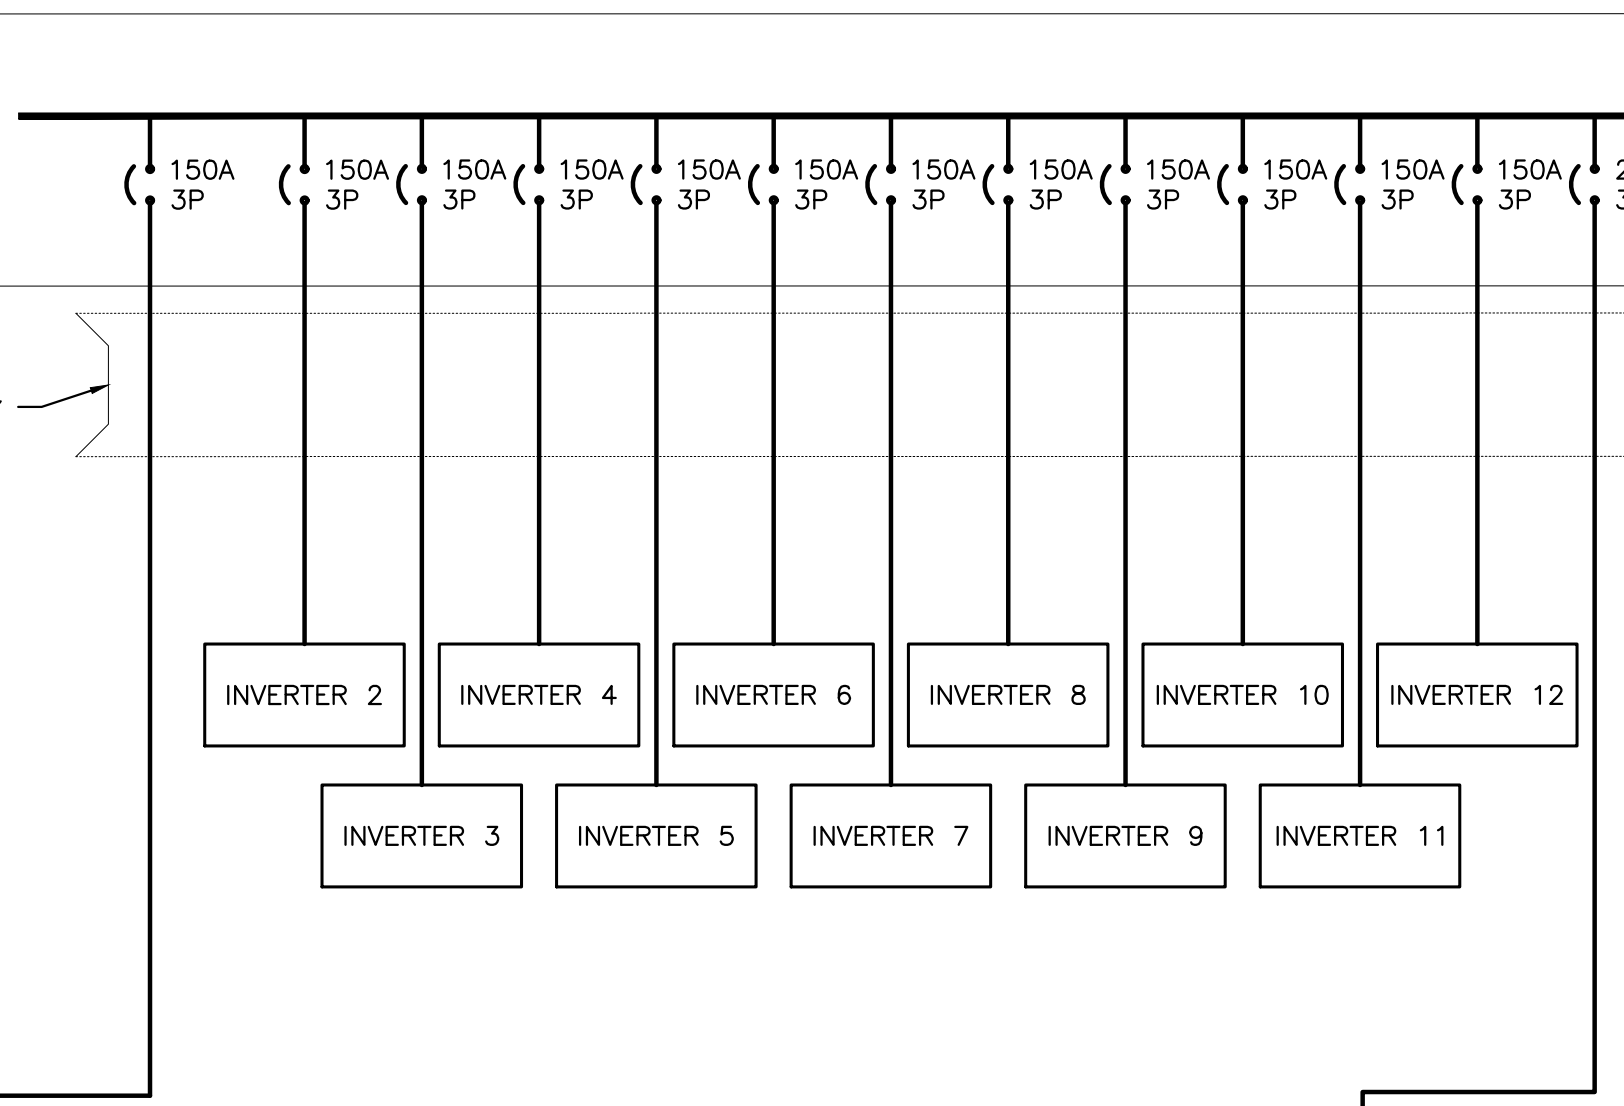 150A 150A 150A 150A 150A 150A 150A 150A 150A 150A 150A 150A
3P 3P 3P 3P 3P 3P 3P 3P 3P 3P 3P 3P
INVERTER 2 INVERTER 4 INVERTER 6 INVERTER 8 INVERTER 10 INVERTER 12
INVERTER 3 INVERTER 5 INVERTER 7 INVERTER 9 INVERTER 11